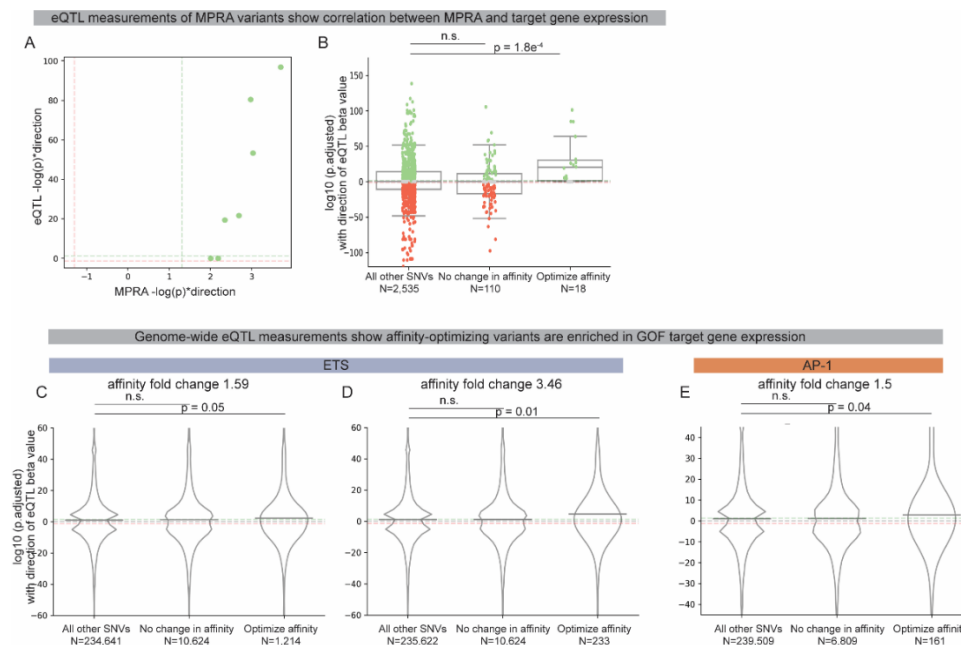 eQTL measurements of MPRA variants show correlation between MPRA and target gene expression
A
100
80
60
40
20
0
eQTL -log(p)*direction
-1 0 1 2 3
MPRA -log(p)*direction
B
n.s.
p = 1.8e-4
150
100
50
0
−50
−100
log10 (p.adjusted)
with direction of eQTL beta value
All other SNVs No change in affinity Optimize affinity
N=2,535 N=110 N=18
Genome-wide eQTL measurements show affinity-optimizing variants are enriched in GOF target gene expression
ETS
AP-1
C
affinity fold change 1.59
n.s.
p = 0.05
60
40
20
0
−20
−40
−60
log10 (p.adjusted)
with direction of eQTL beta value
All other SNVs No change in affinity Optimize affinity
N=234.641 N=10.624 N=1,214
D
affinity fold change 3.46
n.s.
p = 0.01
60
40
20
0
−20
−40
−60
All other SNVs No change in affinity Optimize affinity
N=235.622 N=10.624 N=233
E
affinity fold change 1.5
n.s.
p = 0.04
40
30
20
10
0
−10
−20
−30
−40
All other SNVs No change in affinity Optimize affinity
N=239.509 N=6.809 N=161